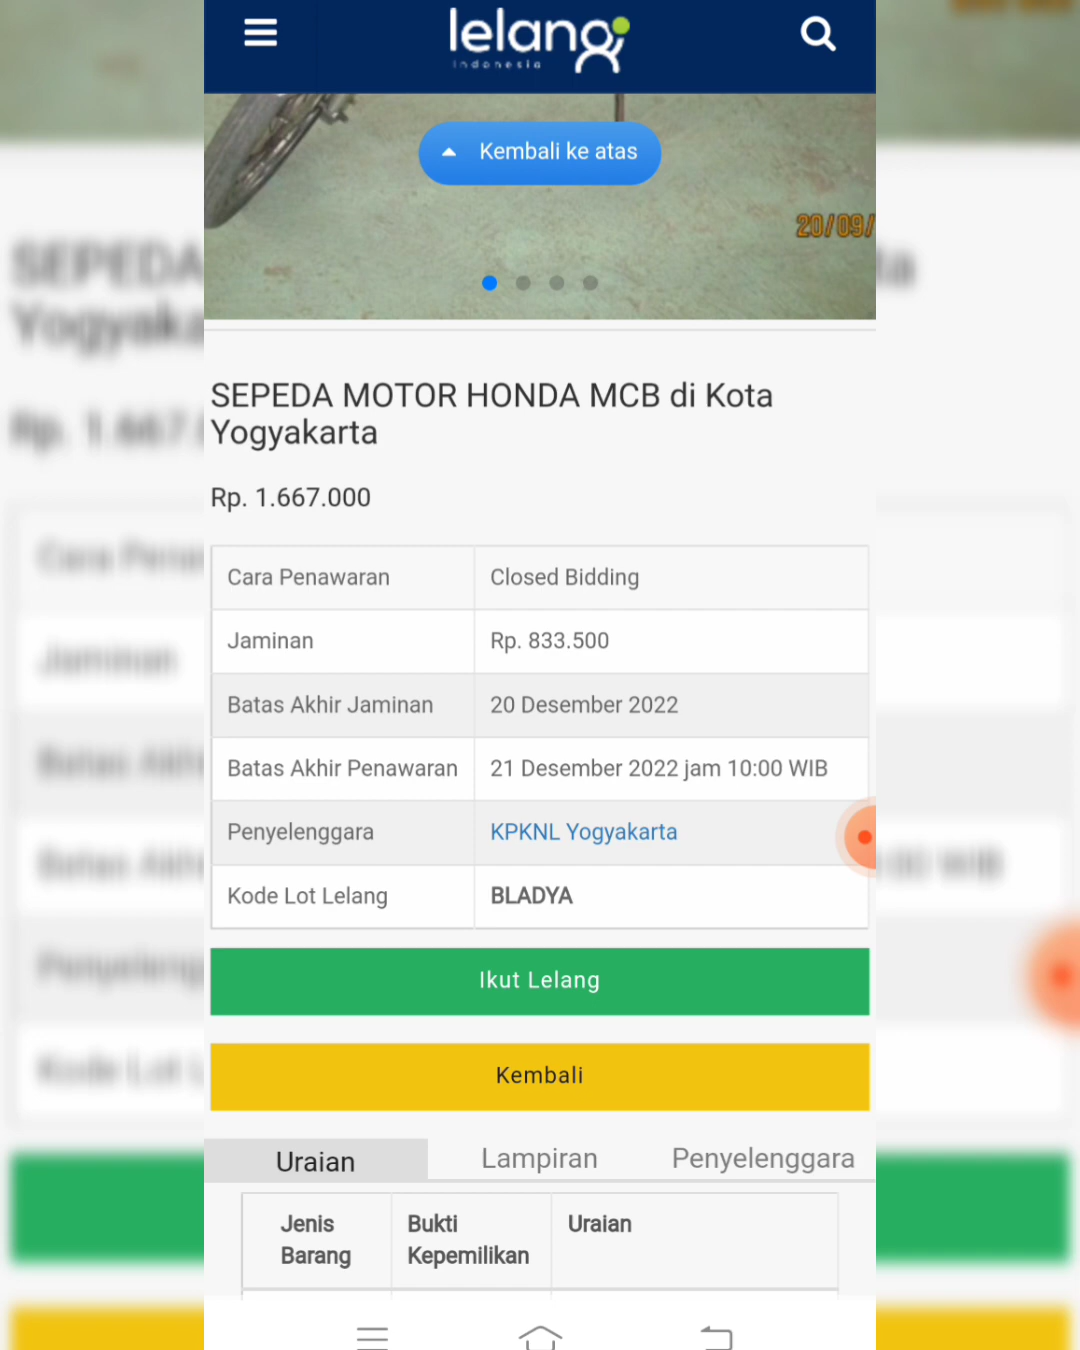 lelang
indonesia
Kembali ke atas
20/09/
SEPEDA MOTOR HONDA MCB di Kota
Yogyakarta
Rp. 1.667.000
Cara Penawaran Closed Bidding
Jaminan Rp. 833.500
Batas Akhir Jaminan 20 Desember 2022
Batas Akhir Penawaran 21 Desember 2022 jam 10:00 WIB
Penyelenggara KPKNL Yogyakarta
Kode Lot Lelang BLADYA
Ikut Lelang
Kembali
Uraian Lampiran Penyelenggara
Jenis Barang Bukti Kepemilikan Uraian